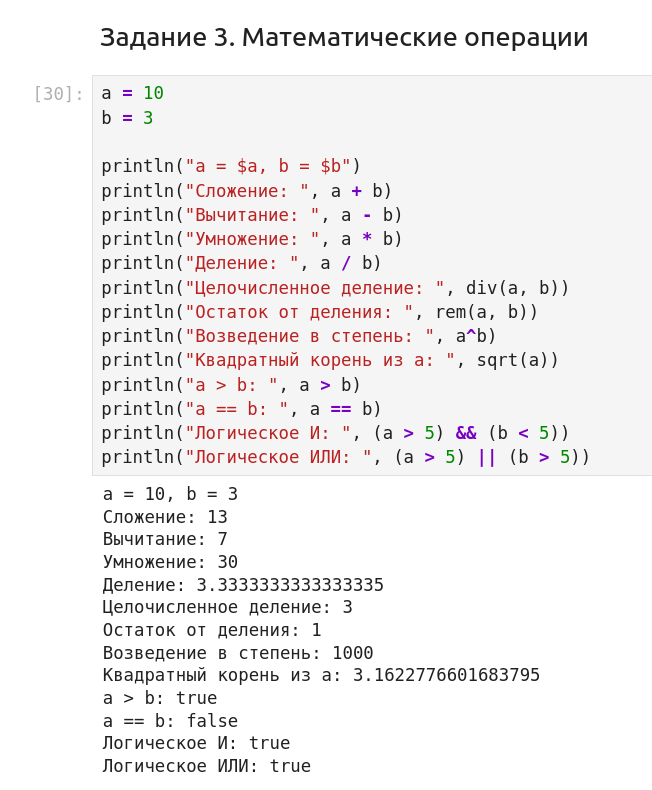 Задание 3. Математические операции
[30]:
a = 10
b = 3
println("a = $a, b = $b")
println("Сложение: ", a + b)
println("Вычитание: ", a - b)
println("Умножение: ", a * b)
println("Деление: ", a / b)
println("Целочисленное деление: ", div(a, b))
println("Остаток от деления: ", rem(a, b))
println("Возведение в степень: ", a^b)
println("Квадратный корень из a: ", sqrt(a))
println("a > b: ", a > b)
println("a == b: ", a == b)
println("Логическое И: ", (a > 5) && (b < 5))
println("Логическое ИЛИ: ", (a > 5) || (b > 5))
a = 10, b = 3
Сложение: 13
Вычитание: 7
Умножение: 30
Деление: 3.3333333333333335
Целочисленное деление: 3
Остаток от деления: 1
Возведение в степень: 1000
Квадратный корень из a: 3.1622776601683795
a > b: true
a == b: false
Логическое И: true
Логическое ИЛИ: true